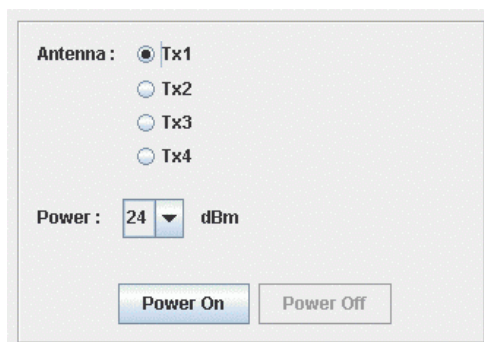 Antenna : Tx1
Tx2
Tx3
Tx4
Power : 24 dBm
Power On Power Off